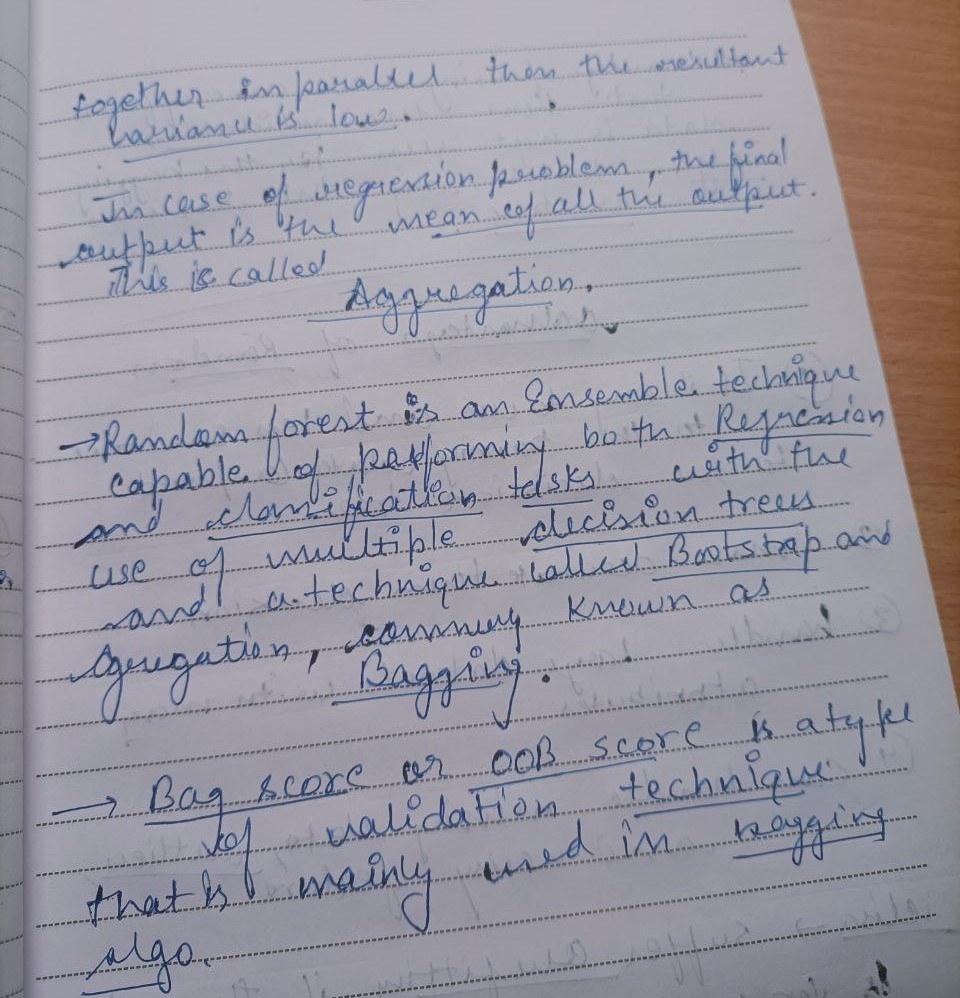 together in parallel then the resultant
variance is low.
In case of regression problem, the final
output is the mean of all the output.
This is called
Aggregation.
→Random forest is an Ensemble technique
capable of performing both Regression
and classification tasks with the
use of multiple decision trees
and a technique called Bootstrap and
Agregation, commnly known as
Bagging.
→ Bag score or OOB score is a type
of validation technique
that is mainly used in bagging
algo.